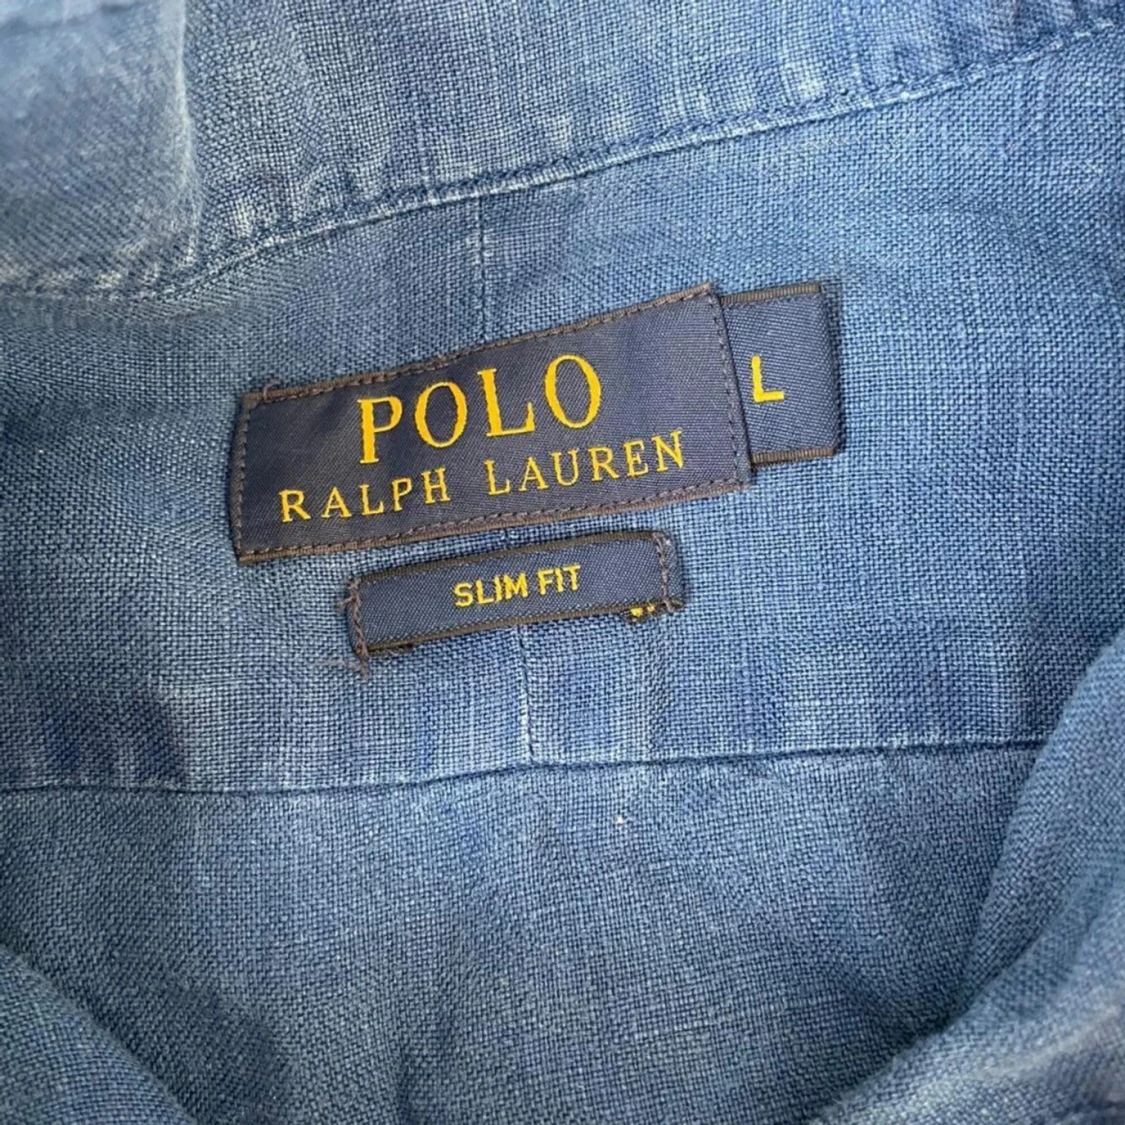 POLO
RALPH LAUREN
L
SLIM FIT